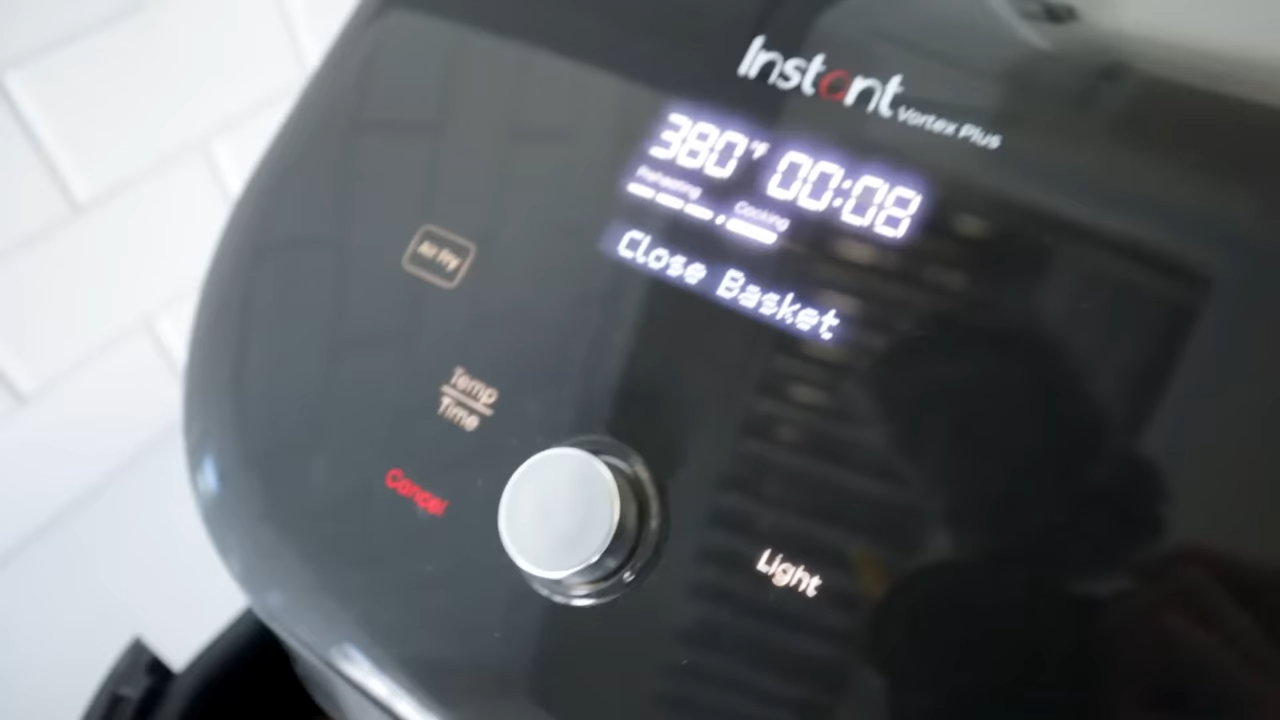 Instant Vortex Plus
380°F 00:08
Preheating Cooking
Close Basket
Air Fry
Temp
Time
Cancel
Light